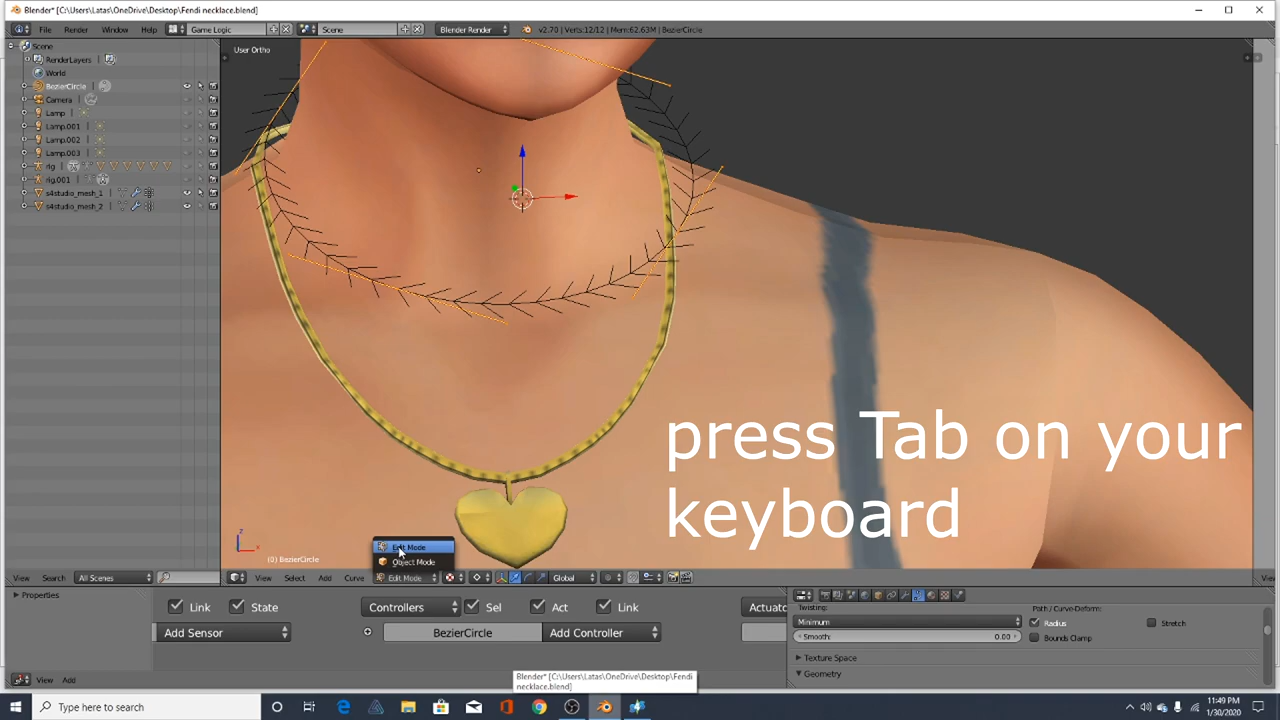 Blender* [C:\Users\Latas\OneDrive\Desktop\Fendi necklace.blend]
File Render Window Help Game Logic Scene Blender Render v2.70 | Verts:12/12 | Mem:62.63M | BezierCircle
Scene
RenderLayers
World
BezierCircle
Camera
Lamp
Lamp.001
Lamp.002
Lamp.003
rig
rig.001
s4studio_mesh_1
s4studio_mesh_2
User Ortho
press Tab on your
keyboard
z
x
(0) BezierCircle
Edit Mode
Object Mode
View Search All Scenes
View Select Add Curve Edit Mode Global
Properties
Link State Controllers Sel Act Link Actuato
Add Sensor BezierCircle Add Controller
Twisting: Path / Curve-Deform:
Minimum Radius Stretch
Smooth: 0.00 Bounds Clamp
Texture Space
Geometry
View Add
Blender* [C:\Users\Latas\OneDrive\Desktop\Fendi
necklace.blend]
Type here to search
11:49 PM
1/30/2020